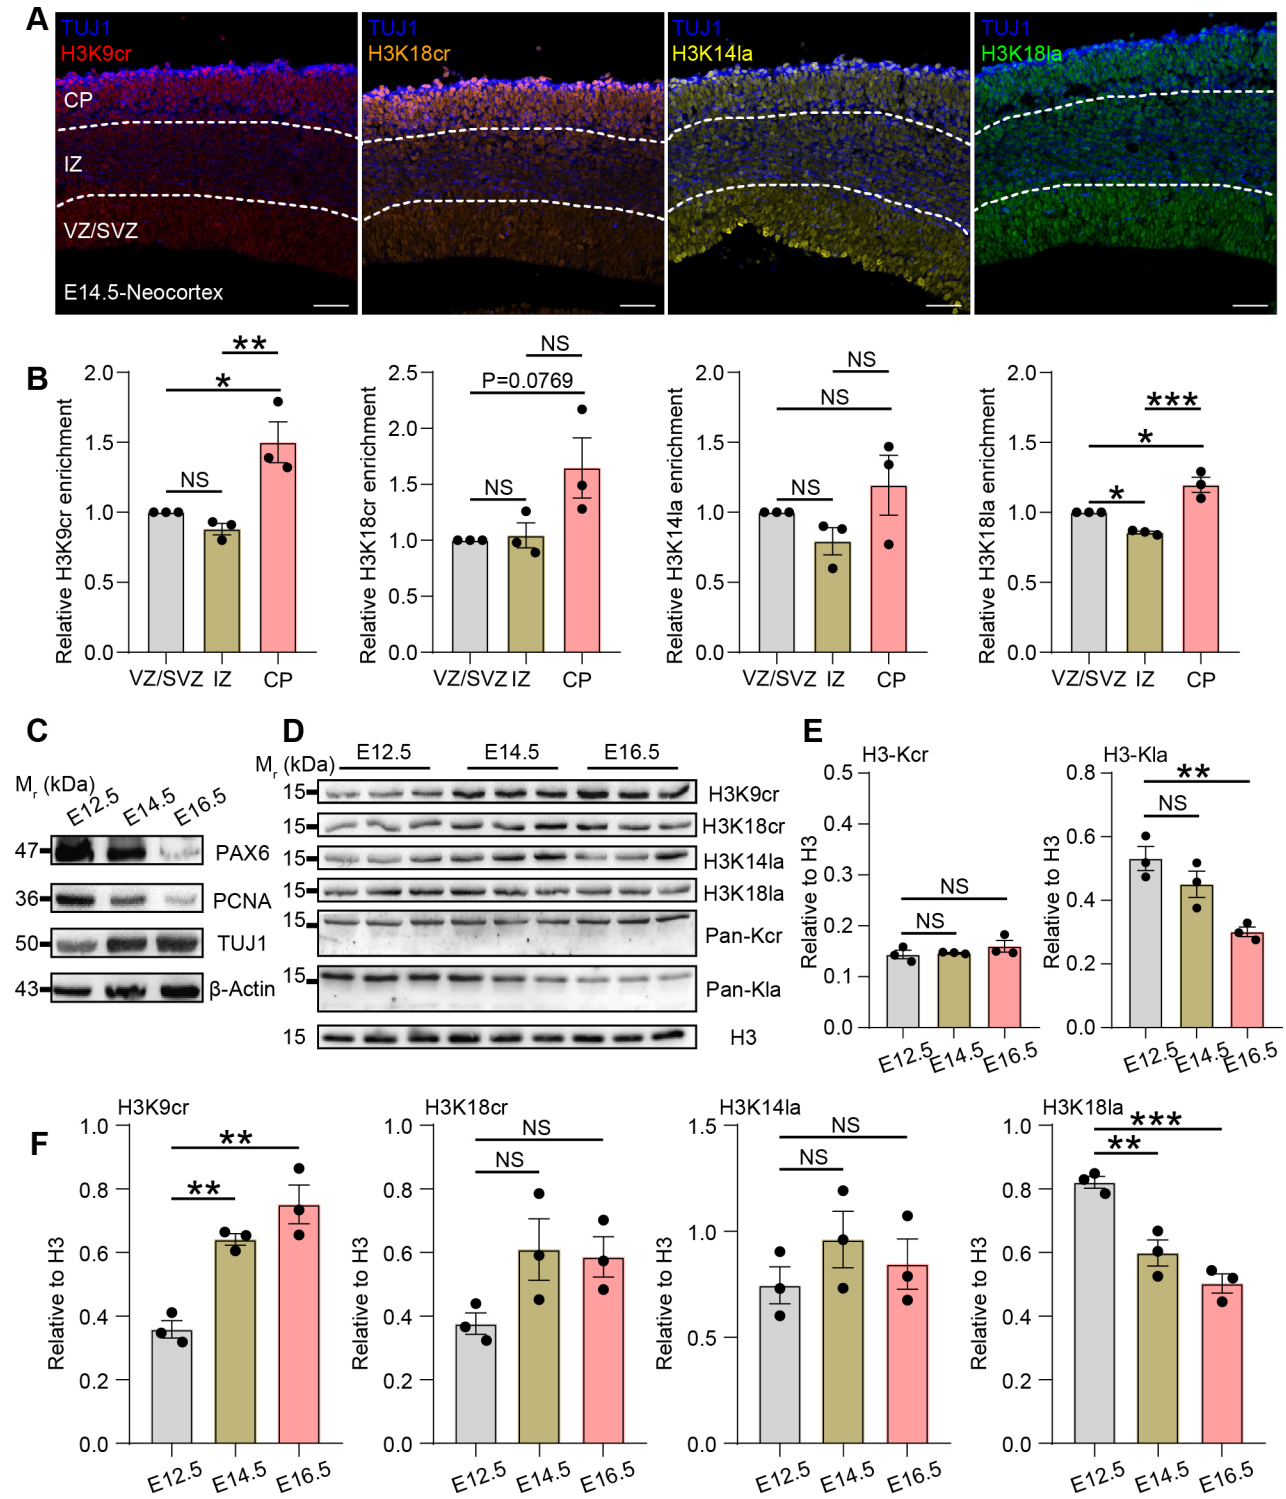 A
TUJ1
H3K9cr
CP
IZ
VZ/SVZ
E14.5-Neocortex
TUJ1
H3K18cr
TUJ1
H3K14la
TUJ1
H3K18la
B
Relative H3K9cr enrichment
2.0
1.5
1.0
0.5
0.0
**
*
NS
VZ/SVZ IZ CP
Relative H3K18cr enrichment
2.5
2.0
1.5
1.0
0.5
0.0
NS
P=0.0769
NS
VZ/SVZ IZ CP
Relative H3K14la enrichment
2.0
1.5
1.0
0.5
0.0
NS
NS
NS
VZ/SVZ IZ CP
Relative H3K18la enrichment
2.0
1.5
1.0
0.5
0.0
***
*
*
VZ/SVZ IZ CP
C
Mr (kDa)
E12.5 E14.5 E16.5
47 PAX6
36 PCNA
50 TUJ1
43 β-Actin
D
Mr (kDa)
E12.5 E14.5 E16.5
15 H3K9cr
15 H3K18cr
15 H3K14la
15 H3K18la
15 Pan-Kcr
15 Pan-Kla
15 H3
E
H3-Kcr
Relative to H3
0.5
0.4
0.3
0.2
0.1
0.0
NS
NS
E12.5 E14.5 E16.5
H3-Kla
Relative to H3
0.8
0.6
0.4
0.2
0.0
**
NS
E12.5 E14.5 E16.5
F
H3K9cr
Relative to H3
1.0
0.8
0.6
0.4
0.2
0.0
**
**
E12.5 E14.5 E16.5
H3K18cr
Relative to H3
1.0
0.8
0.6
0.4
0.2
0.0
NS
NS
E12.5 E14.5 E16.5
H3K14la
Relative to H3
1.5
1.0
0.5
0.0
NS
NS
E12.5 E14.5 E16.5
H3K18la
Relative to H3
1.0
0.8
0.6
0.4
0.2
0.0
***
**
E12.5 E14.5 E16.5